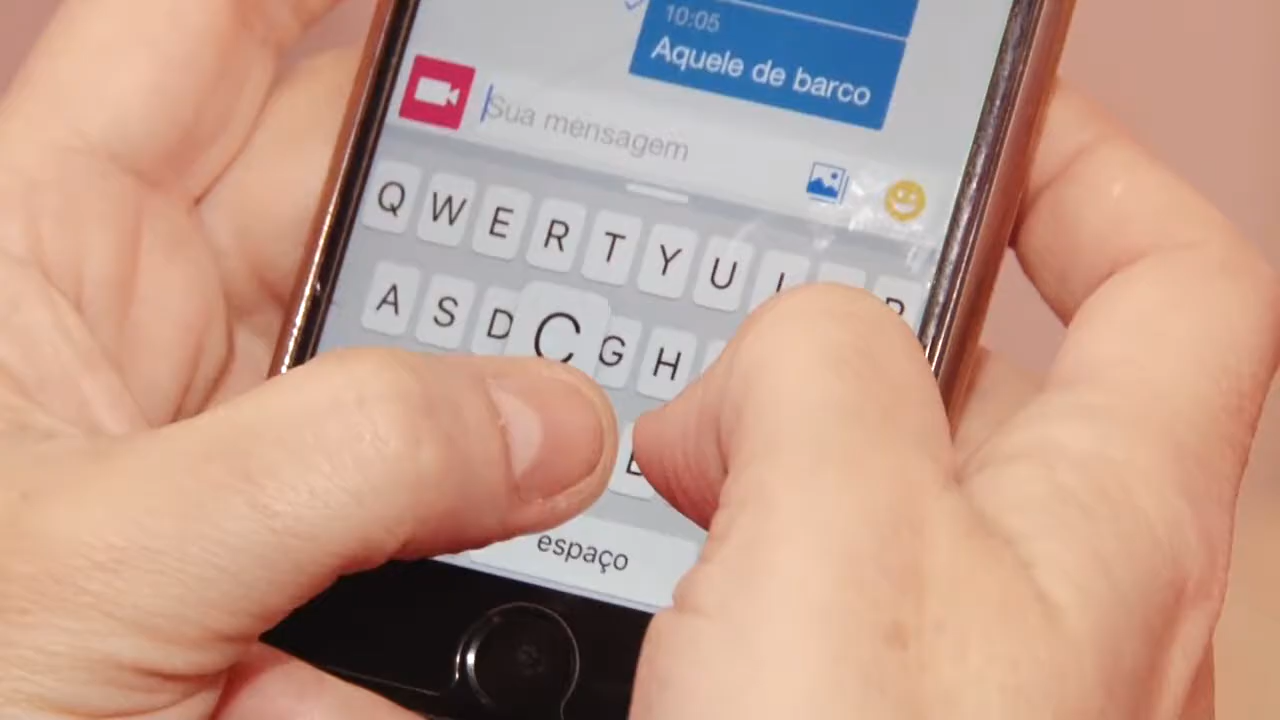 10:05
Aquele de barco
Sua mensagem
Q W E R T Y U I P
A S D C G H
B
espaço